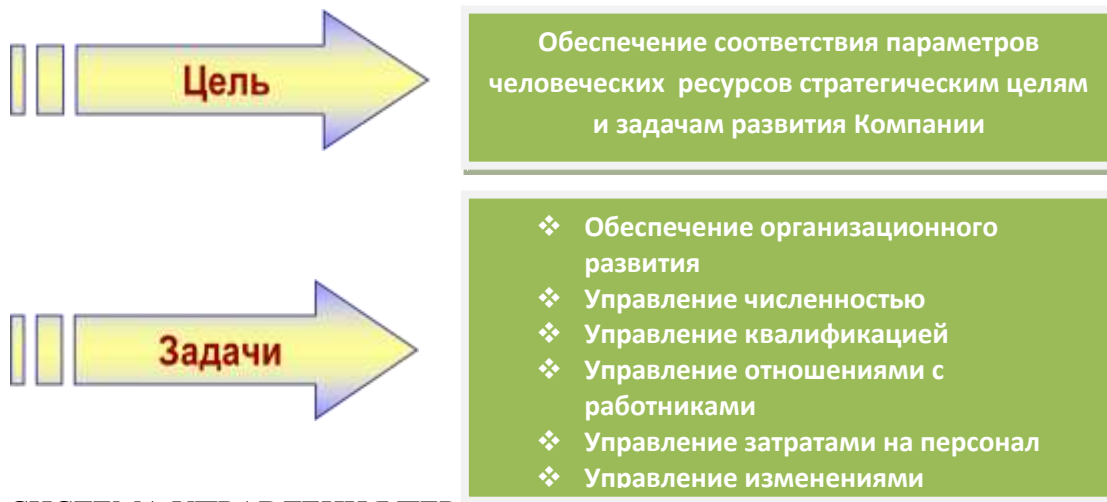 Цель
Обеспечение соответствия параметров
человеческих ресурсов стратегическим целям
и задачам развития Компании
Задачи
❖ Обеспечение организационного
развития
❖ Управление численностью
❖ Управление квалификацией
❖ Управление отношениями с
работниками
❖ Управление затратами на персонал
❖ Управление изменениями